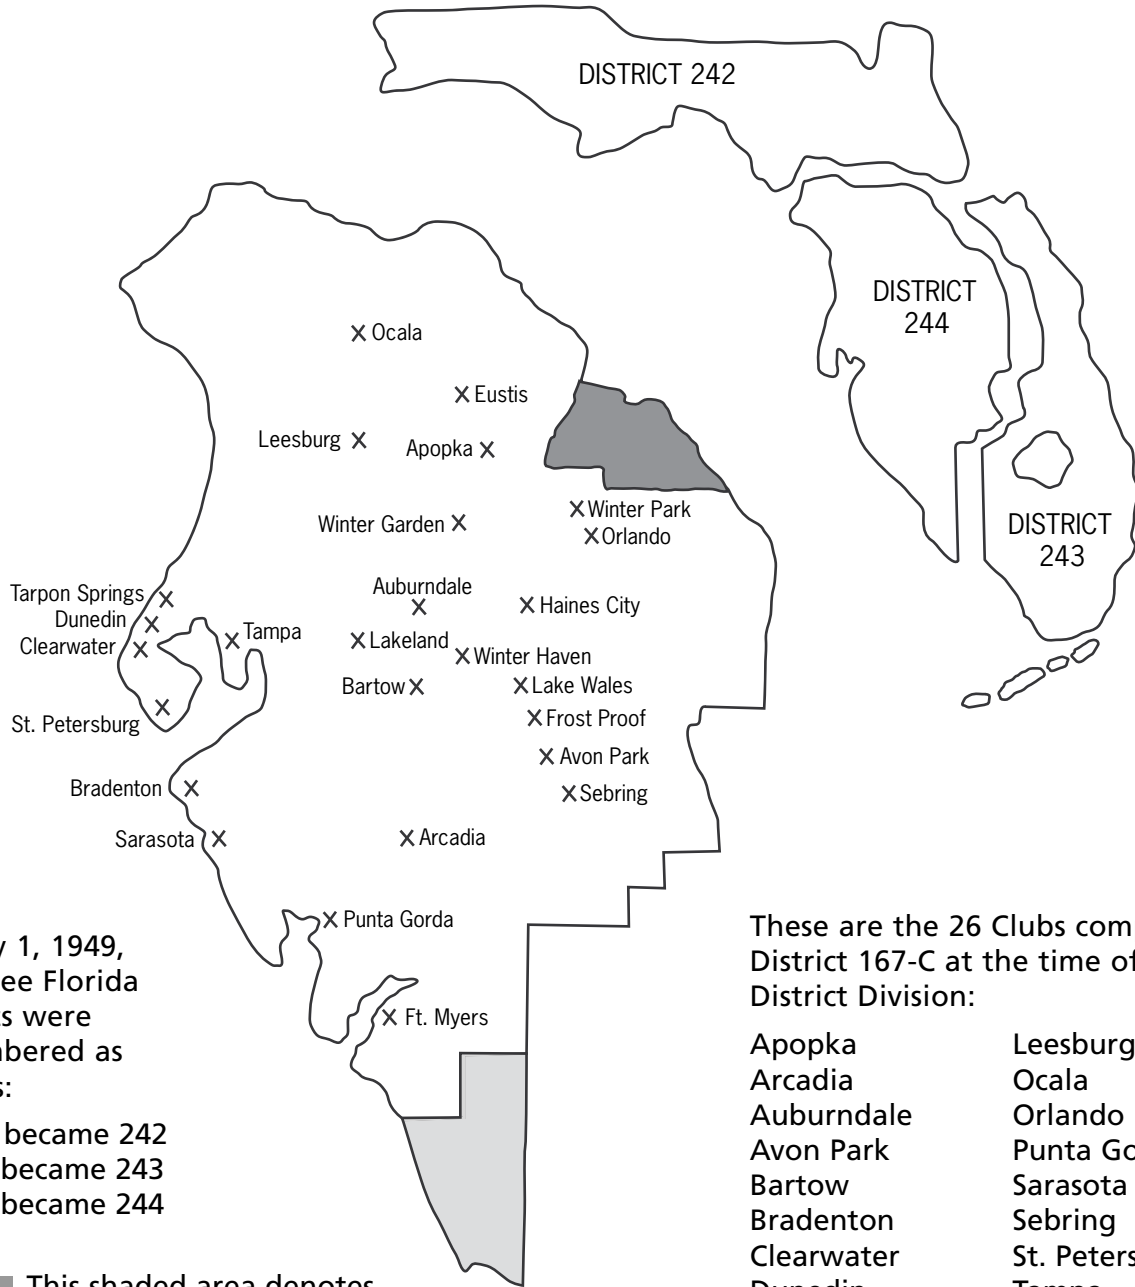 DISTRICT 242
DISTRICT
244
DISTRICT
243
Ocala
Eustis
Leesburg
Apopka
Winter Park
Winter Garden
Orlando
Auburndale
Tarpon Springs
Haines City
Dunedin
Tampa
Clearwater
Lakeland
Winter Haven
Bartow
Lake Wales
St. Petersburg
Frost Proof
Avon Park
Bradenton
Sebring
Sarasota
Arcadia
Punta Gorda
Ft. Myers
y 1, 1949,
ee Florida
s were
bered as
s:
became 242
became 243
became 244
This shaded area denotes
These are the 26 Clubs com
District 167-C at the time of
District Division:
Apopka
Arcadia
Auburndale
Avon Park
Bartow
Bradenton
Clearwater
Dunedin
Leesburg
Ocala
Orlando
Punta Go
Sarasota
Sebring
St. Peters
Tampa